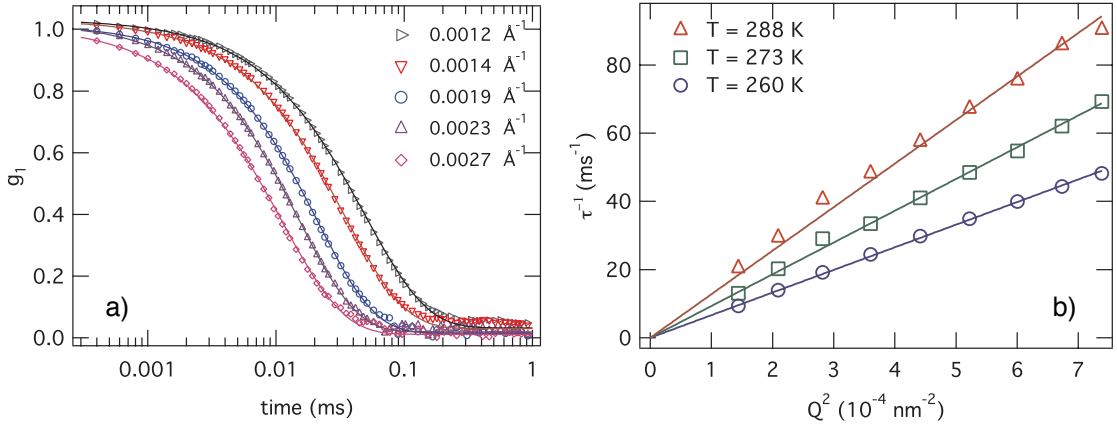 1.0
0.8
0.6
0.4
0.2
0.0
g₁
0.001
0.01
0.1
1
time (ms)
0.0012 Å⁻¹
0.0014 Å⁻¹
0.0019 Å⁻¹
0.0023 Å⁻¹
0.0027 Å⁻¹
a)
80
60
40
20
0
τ⁻¹ (ms⁻¹)
0
1
2
3
4
5
6
7
Q² (10⁻⁴ nm⁻²)
T = 288 K
T = 273 K
T = 260 K
b)